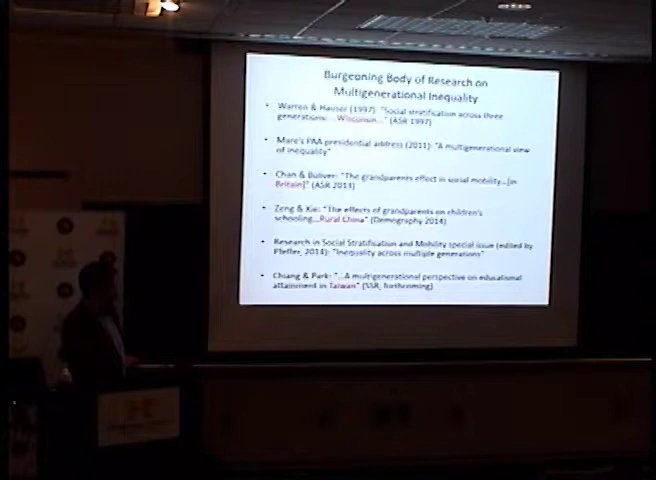 Burgeoning Body of Research on
Multigenerational Inequality
• Warren & Hauser (1997): "Social stratification across three
generations: ...Wisconsin..." (ASR 1997)
• Mare's PAA presidential address (2011): "A multigenerational view
of inequality"
• Chan & Boliver: "The grandparents effect in social mobility...[in
Britain]" (ASR 2013)
• Zeng & Xie: "The effects of grandparents on children's
schooling...Rural China" (Demography 2014)
• Research in Social Stratification and Mobility special issue (edited by
Pfeffer, 2014): "Inequality across multiple generations"
• Chiang & Park: "...A multigenerational perspective on educational
attainment in Taiwan" (SSR, forthcoming)